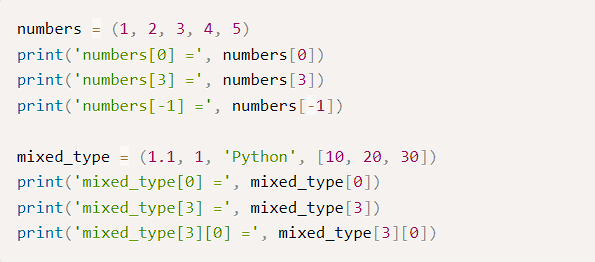 numbers = (1, 2, 3, 4, 5)
print('numbers[0] =', numbers[0])
print('numbers[3] =', numbers[3])
print('numbers[-1] =', numbers[-1])

mixed_type = (1.1, 1, 'Python', [10, 20, 30])
print('mixed_type[0] =', mixed_type[0])
print('mixed_type[3] =', mixed_type[3])
print('mixed_type[3][0] =', mixed_type[3][0])